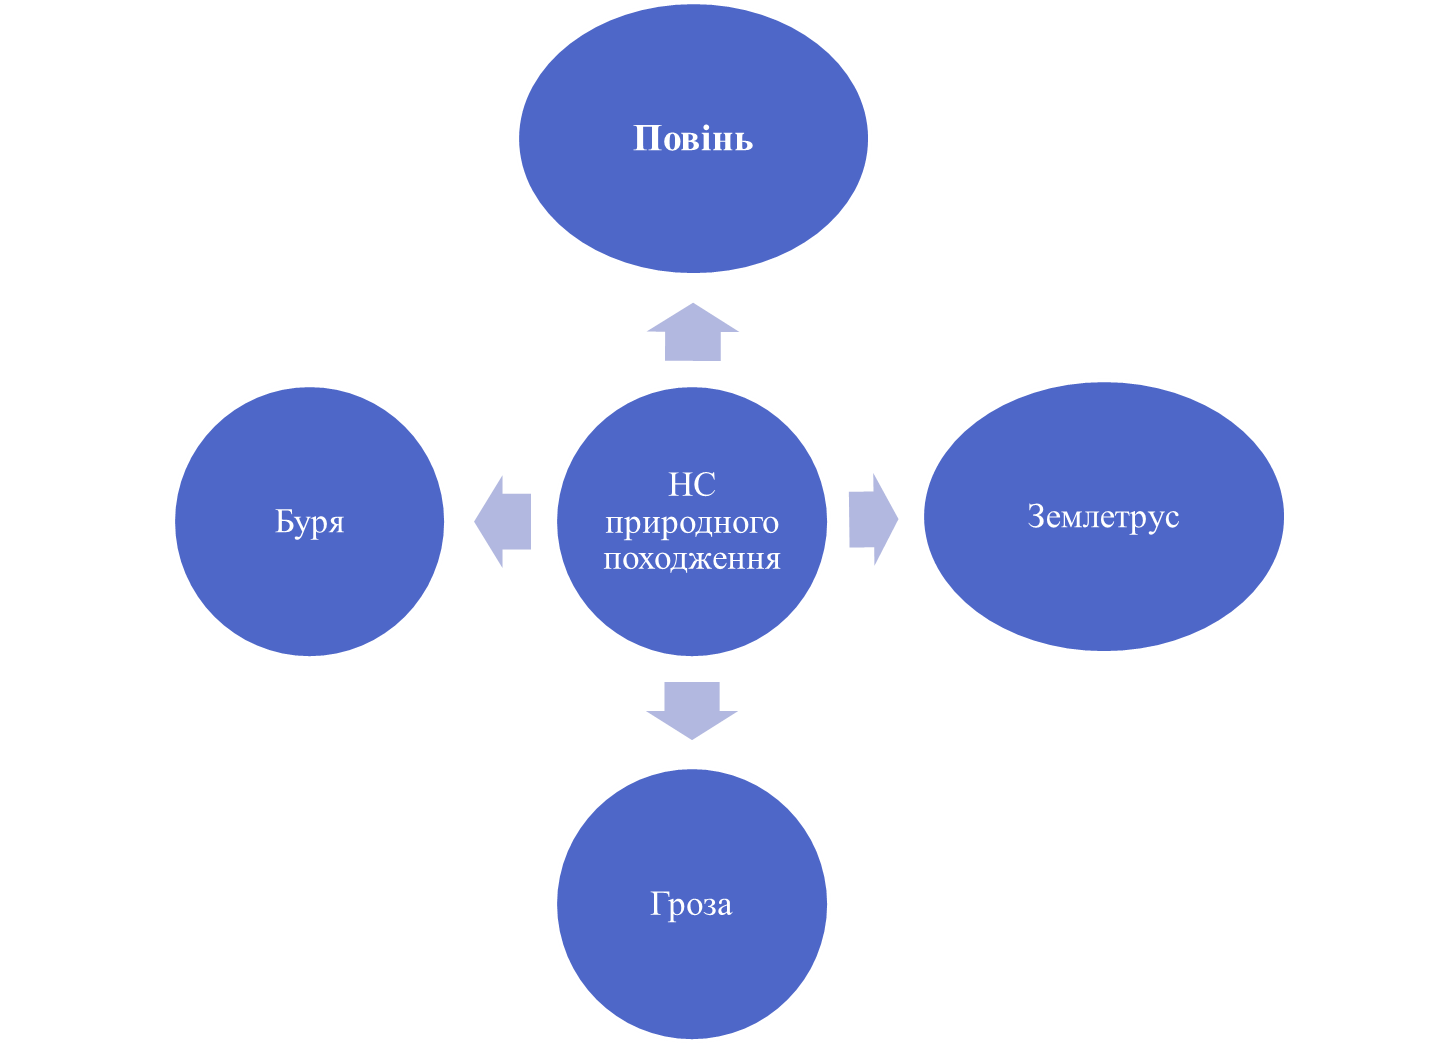 Повінь
Буря
НС
природного
походження
Землетрус
Гроза